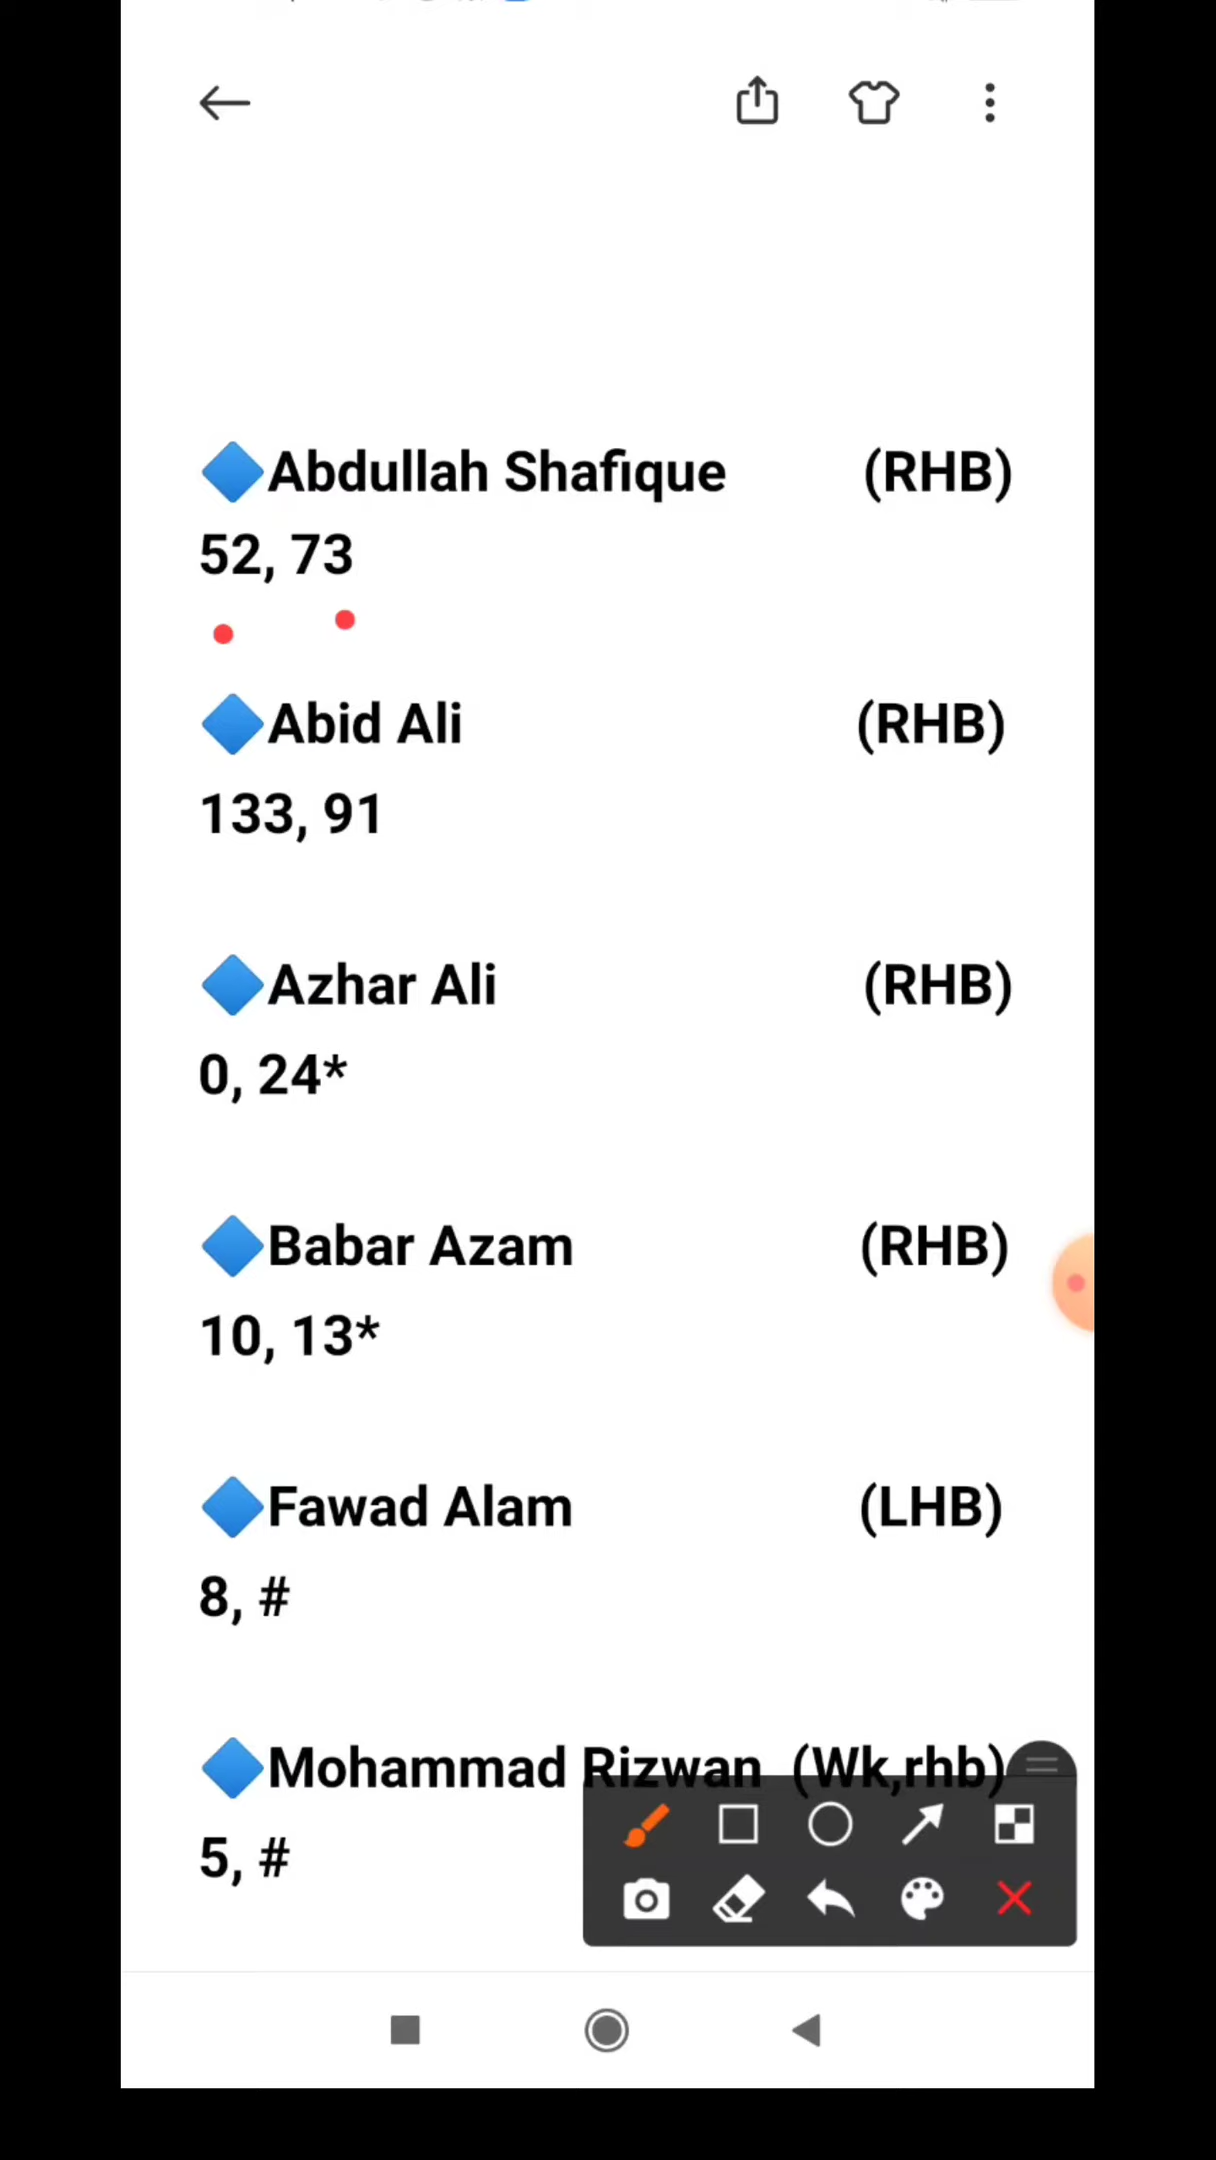 🔷Abdullah Shafique (RHB)
52, 73
🔷Abid Ali (RHB)
133, 91
🔷Azhar Ali (RHB)
0, 24*
🔷Babar Azam (RHB)
10, 13*
🔷Fawad Alam (LHB)
8, #
🔷Mohammad Rizwan (Wk,rhb)
5, #